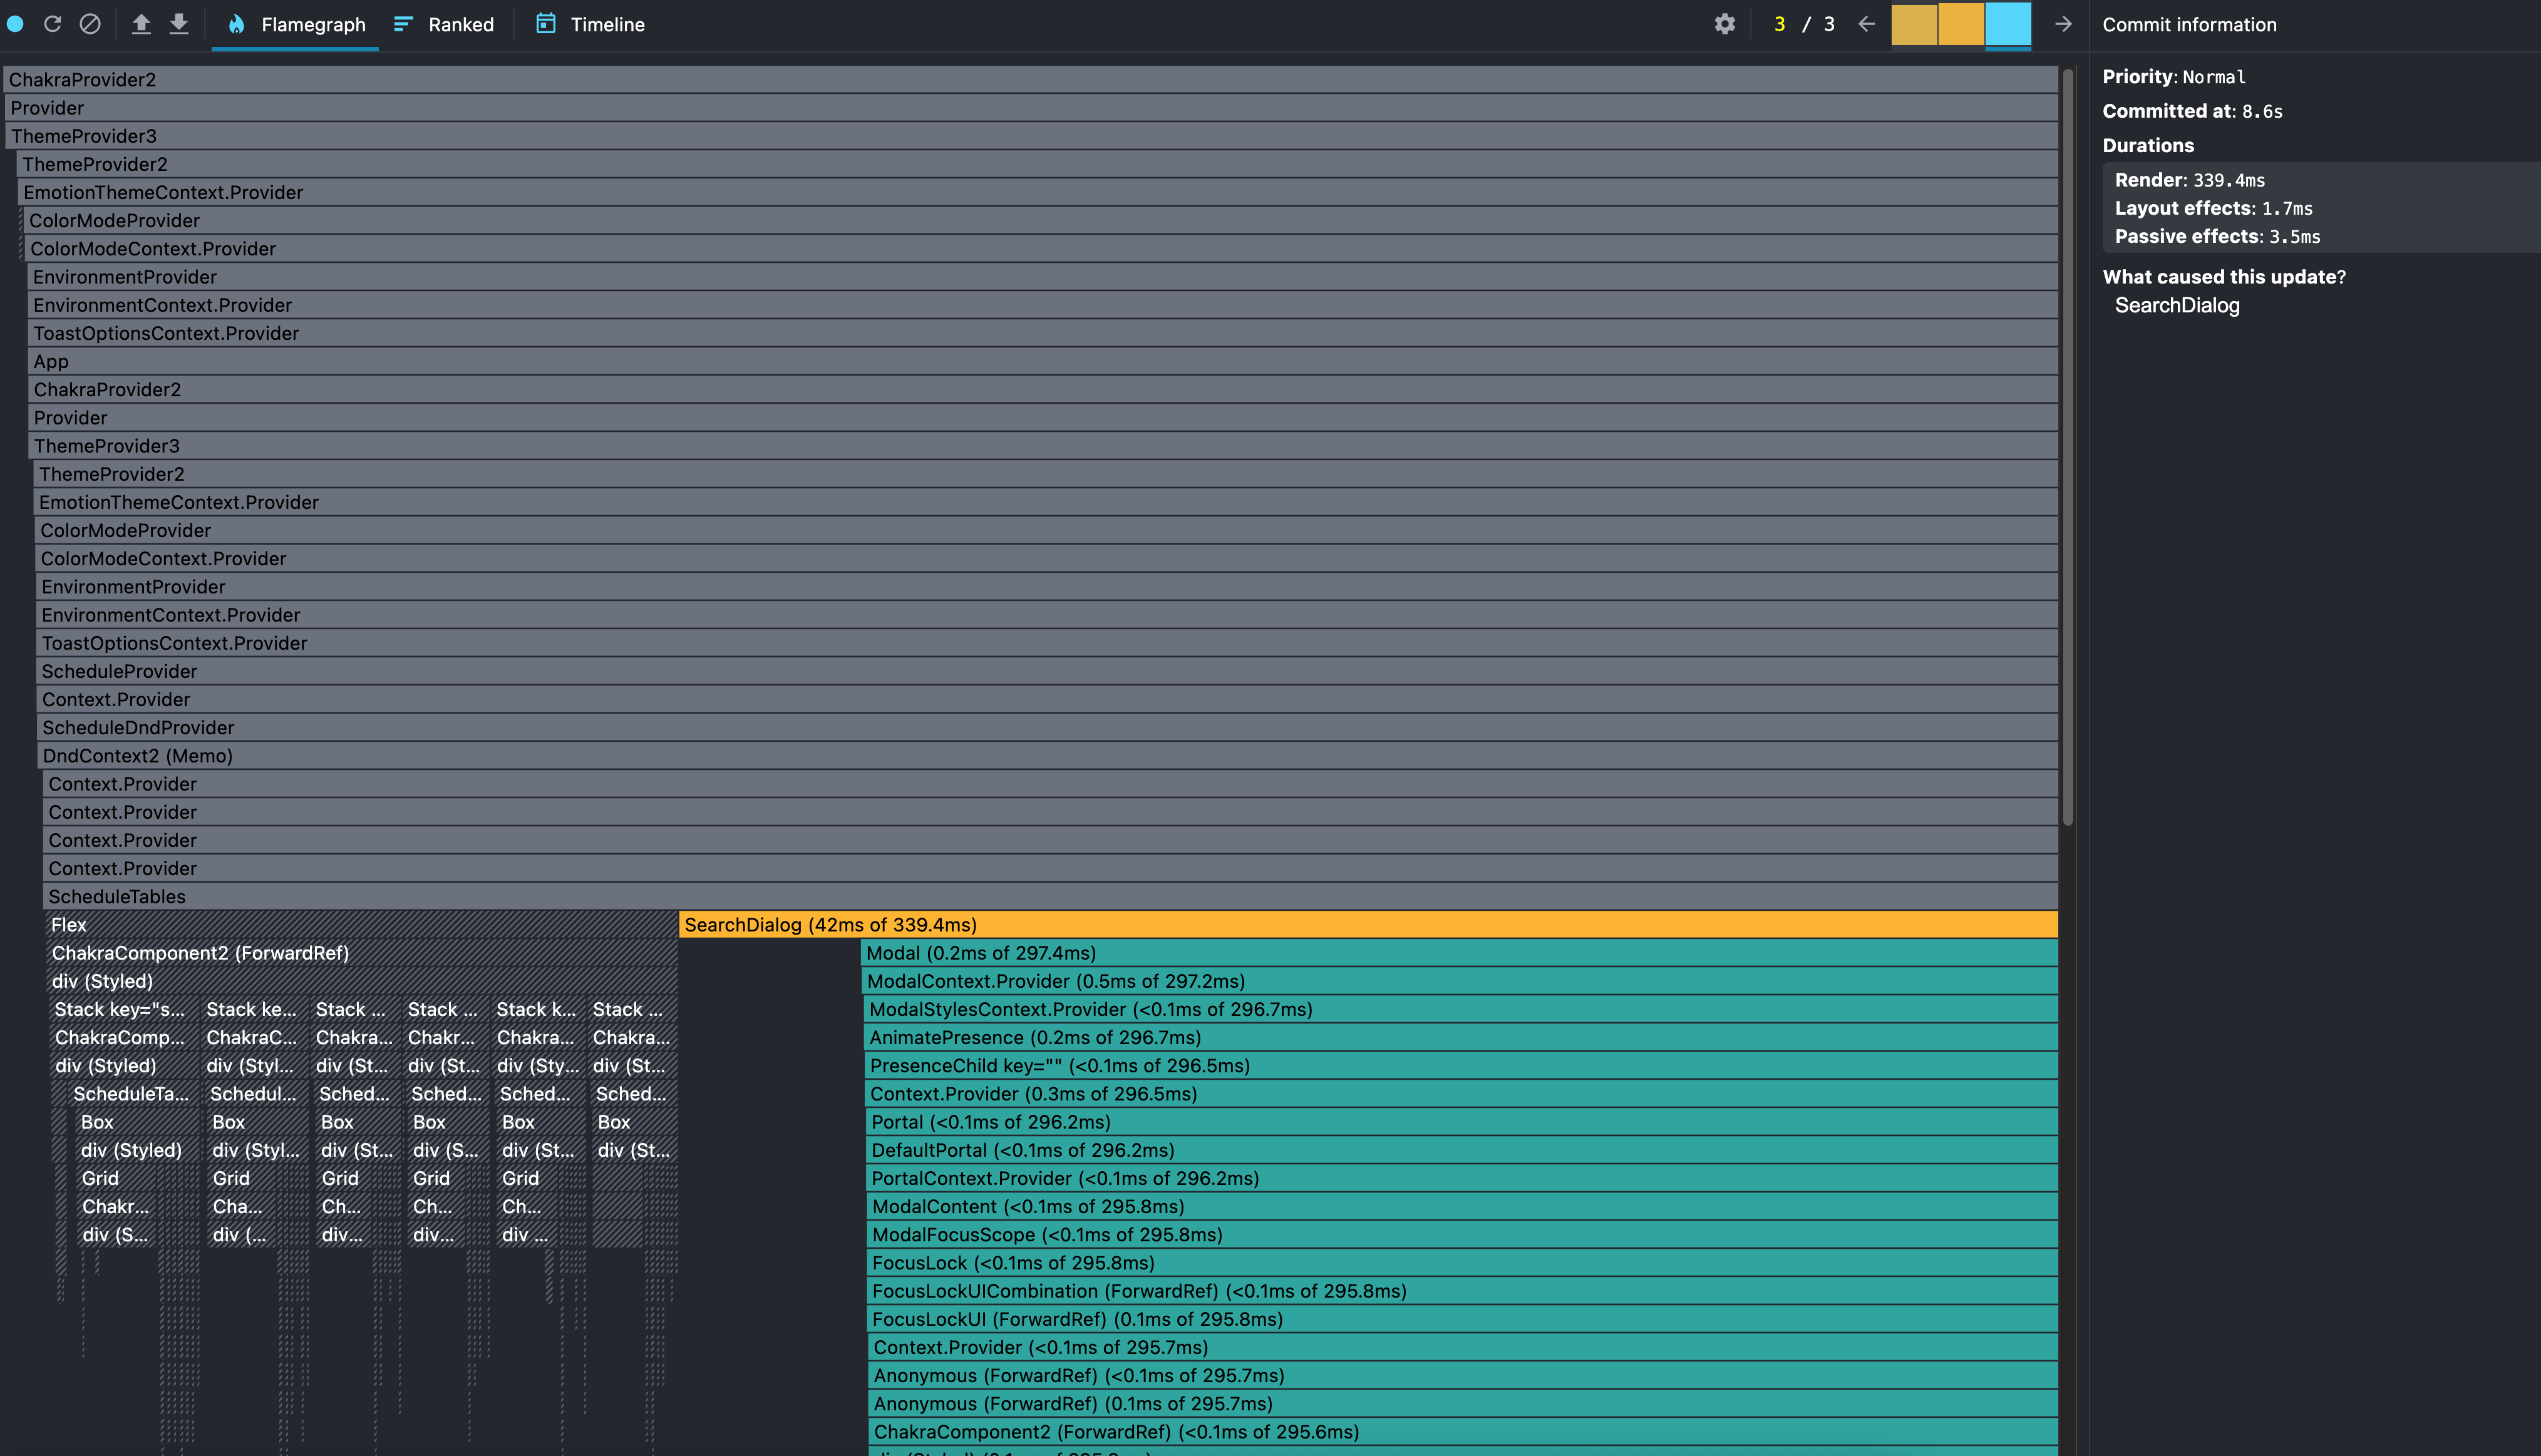 Flamegraph Ranked Timeline 3 / 3 Commit information
ChakraProvider2
Provider
ThemeProvider3
ThemeProvider2
EmotionThemeContext.Provider
ColorModeProvider
ColorModeContext.Provider
EnvironmentProvider
EnvironmentContext.Provider
ToastOptionsContext.Provider
App
ChakraProvider2
Provider
ThemeProvider3
ThemeProvider2
EmotionThemeContext.Provider
ColorModeProvider
ColorModeContext.Provider
EnvironmentProvider
EnvironmentContext.Provider
ToastOptionsContext.Provider
ScheduleProvider
Context.Provider
ScheduleDndProvider
DndContext2 (Memo)
Context.Provider
Context.Provider
Context.Provider
Context.Provider
ScheduleTables
Flex SearchDialog (42ms of 339.4ms)
ChakraComponent2 (ForwardRef) Modal (0.2ms of 297.4ms)
div (Styled) ModalContext.Provider (0.5ms of 297.2ms)
Stack key="s... Stack ke... Stack ... Stack ... Stack k... Stack ... ModalStylesContext.Provider (<0.1ms of 296.7ms)
ChakraComp... ChakraC... Chakra... Chakr... Chakra... Chakra... AnimatePresence (0.2ms of 296.7ms)
div (Styled) div (Styl... div (St... div (St... div (Sty... div (St... PresenceChild key="" (<0.1ms of 296.5ms)
ScheduleTa... Schedul... Sched... Sched... Sched... Sched... Context.Provider (0.3ms of 296.5ms)
Box Box Box Box Box Box Portal (<0.1ms of 296.2ms)
div (Styled) div (Styl... div (St... div (S... div (St... div (St... DefaultPortal (<0.1ms of 296.2ms)
Grid Grid Grid Grid Grid PortalContext.Provider (<0.1ms of 296.2ms)
Chakr... Cha... Ch... Ch... Ch... ModalContent (<0.1ms of 295.8ms)
div (S... div (... div... div... div ... ModalFocusScope (<0.1ms of 295.8ms)
FocusLock (<0.1ms of 295.8ms)
FocusLockUICombination (ForwardRef) (<0.1ms of 295.8ms)
FocusLockUI (ForwardRef) (0.1ms of 295.8ms)
Context.Provider (<0.1ms of 295.7ms)
Anonymous (ForwardRef) (<0.1ms of 295.7ms)
Anonymous (ForwardRef) (0.1ms of 295.7ms)
ChakraComponent2 (ForwardRef) (<0.1ms of 295.6ms)
Priority: Normal
Committed at: 8.6s
Durations
Render: 339.4ms
Layout effects: 1.7ms
Passive effects: 3.5ms
What caused this update?
SearchDialog